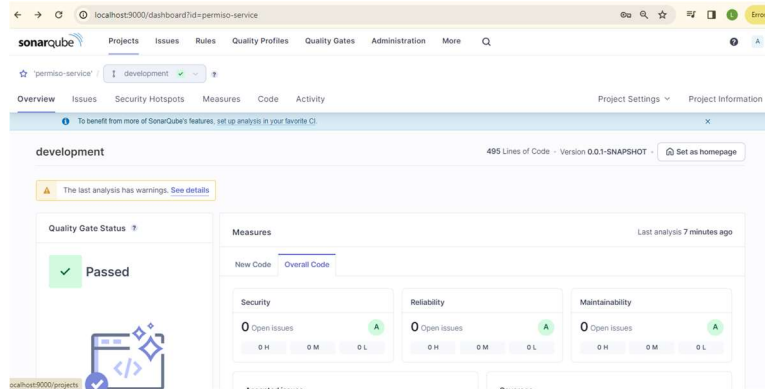 localhost:9000/dashboard?id=permiso-service
L
Error
sonarqube Projects Issues Rules Quality Profiles Quality Gates Administration More
A
'permiso-service' / development
Overview Issues Security Hotspots Measures Code Activity Project Settings Project Information
To benefit from more of SonarQube's features, set up analysis in your favorite CI.
development 495 Lines of Code · Version 0.0.1-SNAPSHOT · Set as homepage
The last analysis has warnings. See details
Quality Gate Status ?
Measures Last analysis 7 minutes ago
New Code Overall Code
Passed
Security Reliability Maintainability
0 Open issues A 0 Open issues A 0 Open issues A
0 H 0 M 0 L 0 H 0 M 0 L 0 H 0 M 0 L